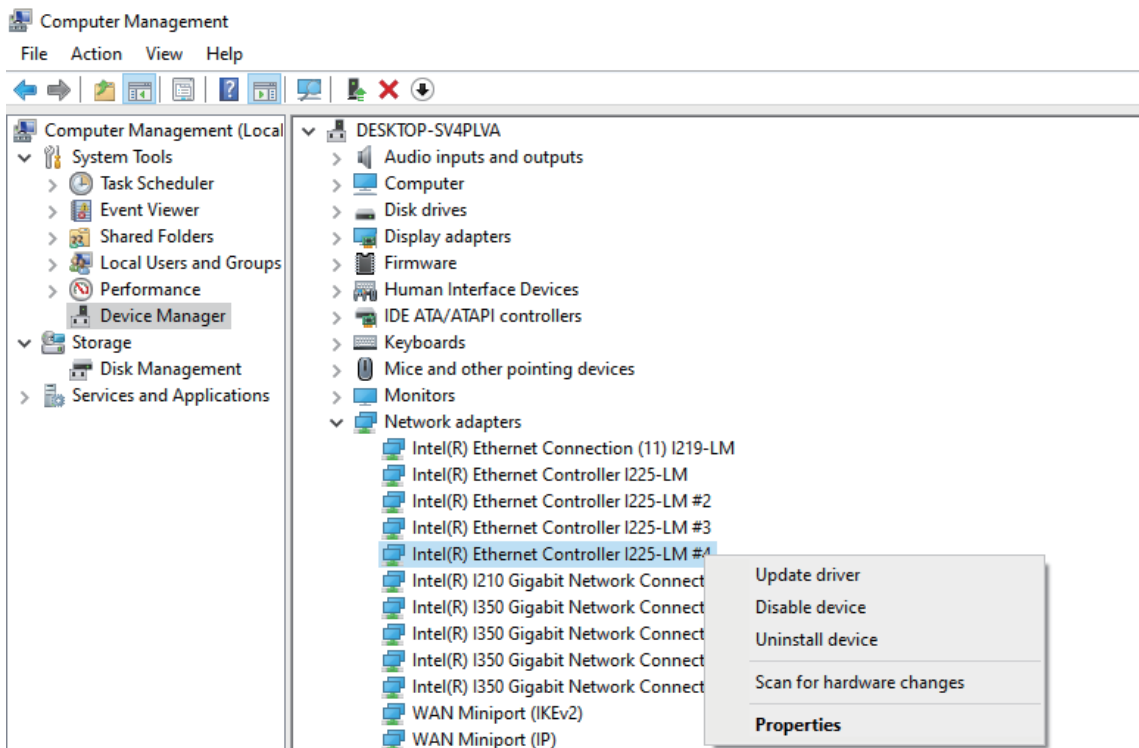 Computer Management
File Action View Help
Computer Management (Local
System Tools
Task Scheduler
Event Viewer
Shared Folders
Local Users and Groups
Performance
Device Manager
Storage
Disk Management
Services and Applications
DESKTOP-SV4PLVA
Audio inputs and outputs
Computer
Disk drives
Display adapters
Firmware
Human Interface Devices
IDE ATA/ATAPI controllers
Keyboards
Mice and other pointing devices
Monitors
Network adapters
Intel(R) Ethernet Connection (11) I219-LM
Intel(R) Ethernet Controller I225-LM
Intel(R) Ethernet Controller I225-LM #2
Intel(R) Ethernet Controller I225-LM #3
Intel(R) Ethernet Controller I225-LM #4
Intel(R) I210 Gigabit Network Connect
Intel(R) I350 Gigabit Network Connect
Intel(R) I350 Gigabit Network Connect
Intel(R) I350 Gigabit Network Connect
Intel(R) I350 Gigabit Network Connect
WAN Miniport (IKEv2)
WAN Miniport (IP)
Update driver
Disable device
Uninstall device
Scan for hardware changes
Properties